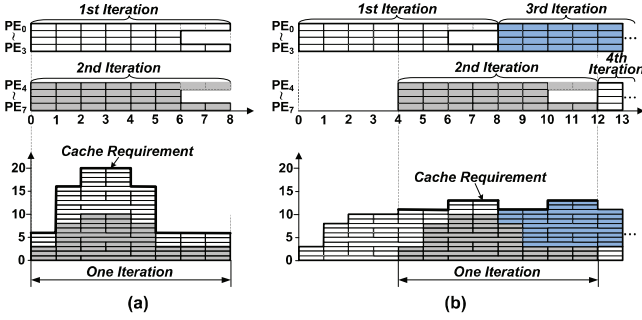 1st Iteration
PE0
~
PE3
2nd Iteration
PE4
~
PE7
0 1 2 3 4 5 6 7 8
Cache Requirement
20
15
10
5
0
One Iteration
(a)
1st Iteration 3rd Iteration
PE0
~
PE3
...
2nd Iteration
4th
Iteration
PE4
~
PE7
...
0 1 2 3 4 5 6 7 8 9 10 11 12 13
Cache Requirement
20
15
10
5
0
...
One Iteration
(b)